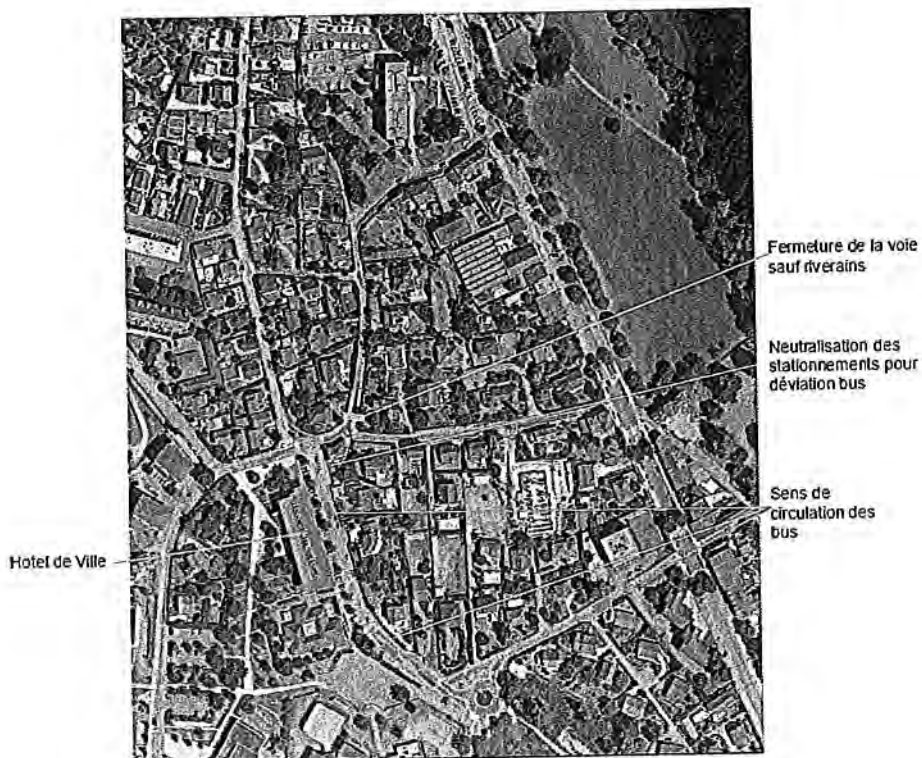 Fermeture de la voie
sauf riverains
Neutralisation des
stationnements pour
déviation bus
Sens de
circulation des
bus
Hotel de Ville